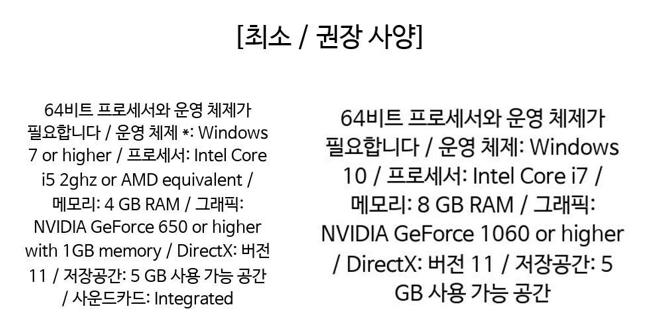 [최소 / 권장 사양]
64비트 프로세서와 운영 체제가
필요합니다 / 운영 체제 *: Windows
7 or higher / 프로세서: Intel Core
i5 2ghz or AMD equivalent /
메모리: 4 GB RAM / 그래픽:
NVIDIA GeForce 650 or higher
with 1GB memory / DirectX: 버전
11 / 저장공간: 5 GB 사용 가능 공간
/ 사운드카드: Integrated
64비트 프로세서와 운영 체제가
필요합니다 / 운영 체제: Windows
10 / 프로세서: Intel Core i7 /
메모리: 8 GB RAM / 그래픽:
NVIDIA GeForce 1060 or higher
/ DirectX: 버전 11 / 저장공간: 5
GB 사용 가능 공간